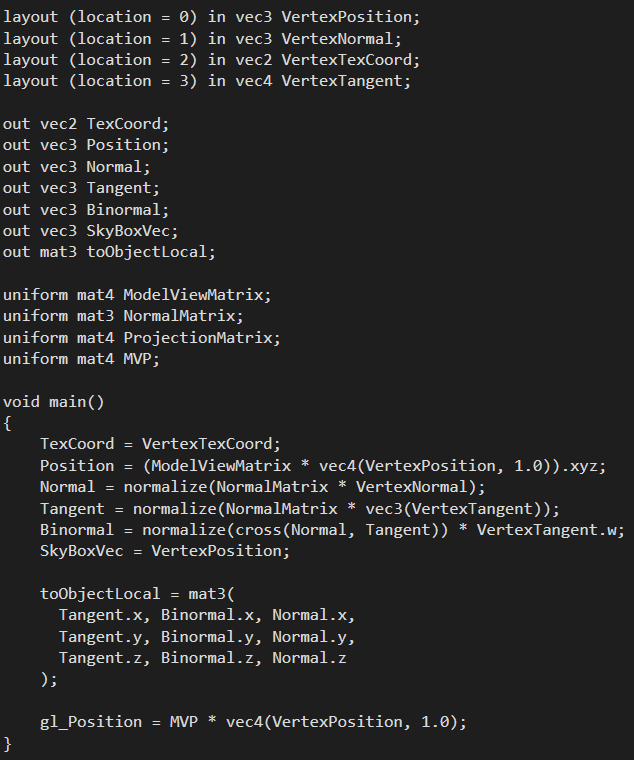 layout (location = 0) in vec3 VertexPosition;
layout (location = 1) in vec3 VertexNormal;
layout (location = 2) in vec2 VertexTexCoord;
layout (location = 3) in vec4 VertexTangent;

out vec2 TexCoord;
out vec3 Position;
out vec3 Normal;
out vec3 Tangent;
out vec3 Binormal;
out vec3 SkyBoxVec;
out mat3 toObjectLocal;

uniform mat4 ModelViewMatrix;
uniform mat3 NormalMatrix;
uniform mat4 ProjectionMatrix;
uniform mat4 MVP;

void main()
{
    TexCoord = VertexTexCoord;
    Position = (ModelViewMatrix * vec4(VertexPosition, 1.0)).xyz;
    Normal = normalize(NormalMatrix * VertexNormal);
    Tangent = normalize(NormalMatrix * vec3(VertexTangent));
    Binormal = normalize(cross(Normal, Tangent)) * VertexTangent.w;
    SkyBoxVec = VertexPosition;

    toObjectLocal = mat3(
      Tangent.x, Binormal.x, Normal.x,
      Tangent.y, Binormal.y, Normal.y,
      Tangent.z, Binormal.z, Normal.z
    );

    gl_Position = MVP * vec4(VertexPosition, 1.0);
}